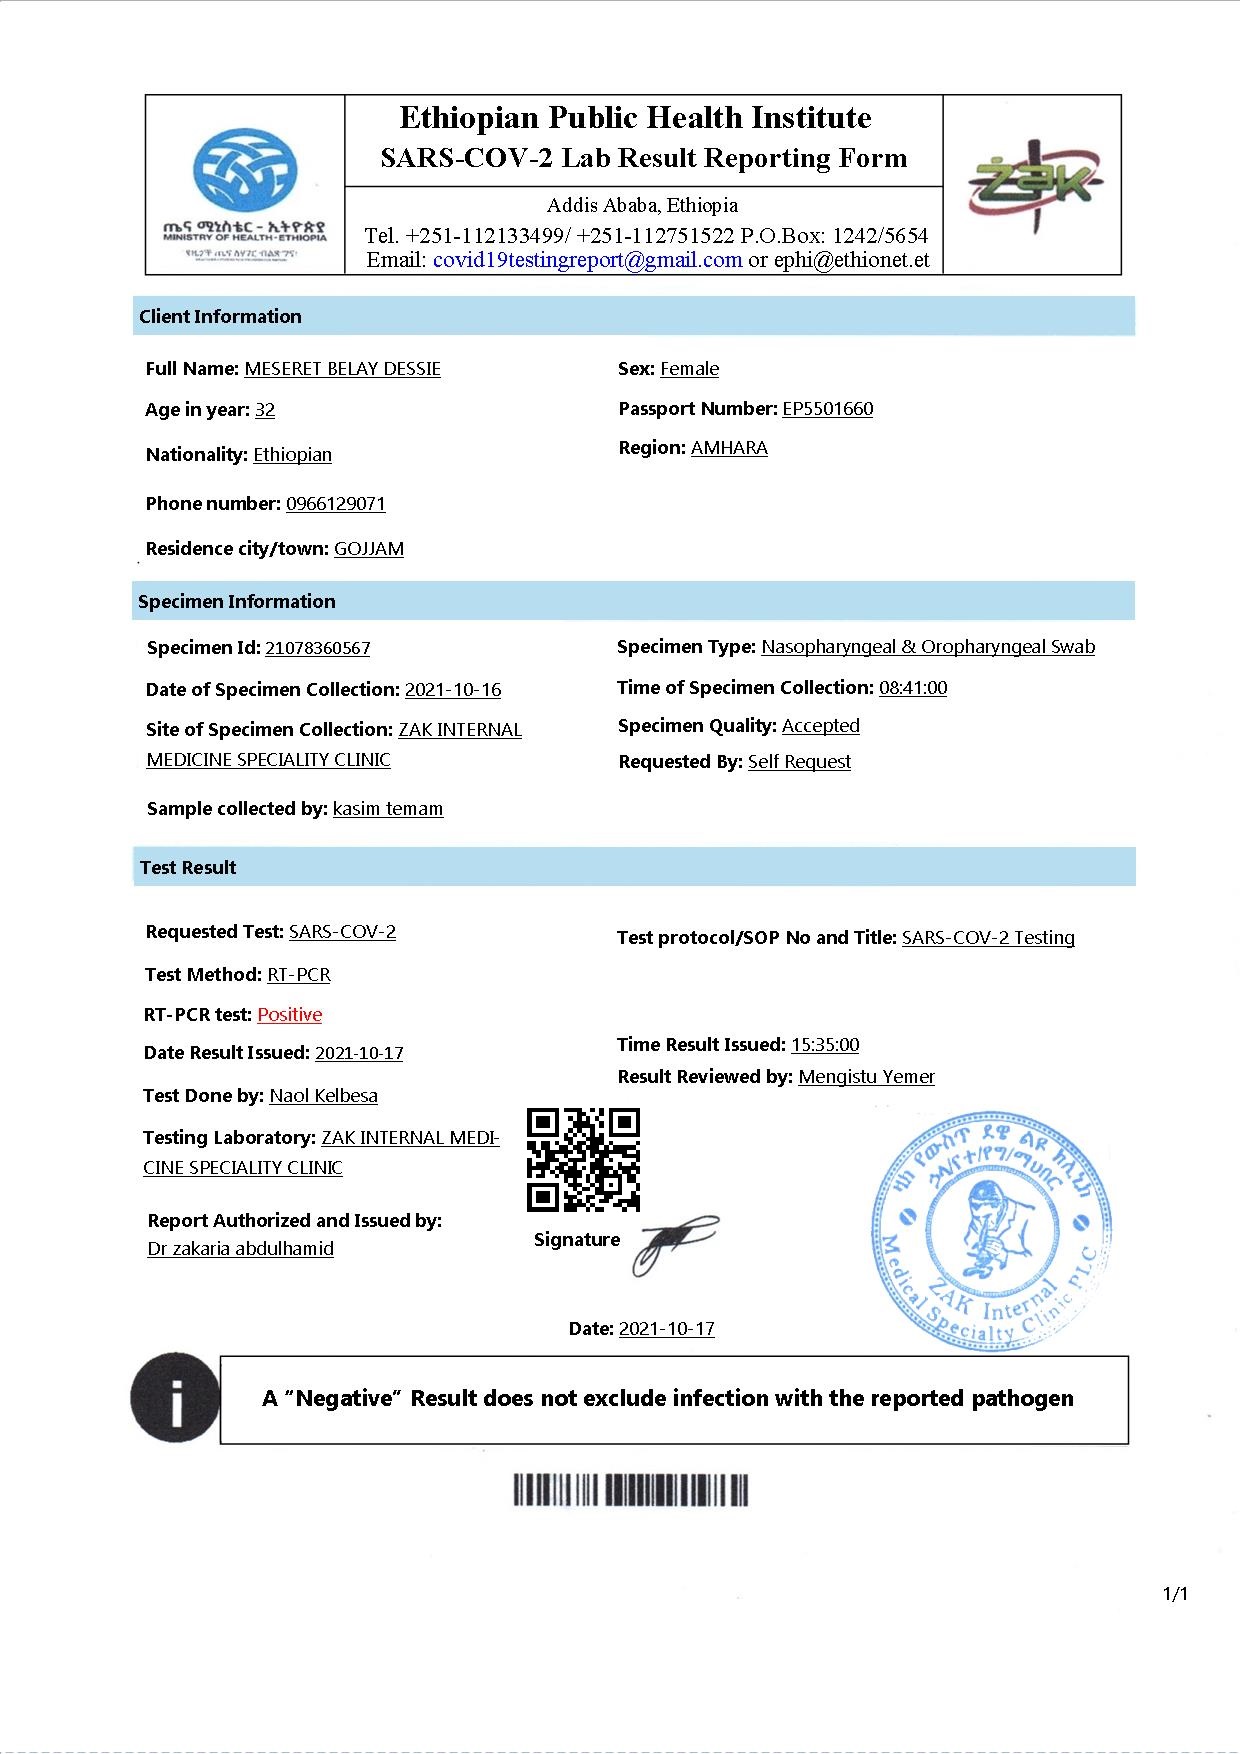 Ethiopian Public Health Institute
SARS-COV-2 Lab Result Reporting Form
ጤና ሚኒስቴር - ኢትዮጵያ
MINISTRY OF HEALTH-ETHIOPIA
żak
Addis Ababa, Ethiopia
Tel. +251-112133499/ +251-112751522 P.O.Box: 1242/5654
Email: covid19testingreport@gmail.com or ephi@ethionet.et
Client Information
Full Name: MESERET BELAY DESSIE
Sex: Female
Age in year: 32
Passport Number: EP5501660
Nationality: Ethiopian
Region: AMHARA
Phone number: 0966129071
Residence city/town: GOJJAM
Specimen Information
Specimen Id: 21078360567
Specimen Type: Nasopharyngeal & Oropharyngeal Swab
Date of Specimen Collection: 2021-10-16
Time of Specimen Collection: 08:41:00
Site of Specimen Collection: ZAK INTERNAL
MEDICINE SPECIALITY CLINIC
Specimen Quality: Accepted
Requested By: Self Request
Sample collected by: kasim temam
Test Result
Requested Test: SARS-COV-2
Test protocol/SOP No and Title: SARS-COV-2 Testing
Test Method: RT-PCR
RT-PCR test: Positive
Date Result Issued: 2021-10-17
Time Result Issued: 15:35:00
Result Reviewed by: Mengistu Yemer
Test Done by: Naol Kelbesa
Testing Laboratory: ZAK INTERNAL MEDI-
CINE SPECIALITY CLINIC
Report Authorized and Issued by:
Dr zakaria abdulhamid
Signature
ዛክ የውስጥ ደዌ ልዩ ክሊኒክ
ZAK Internal
Medical Specialty Clinic PLC
Date: 2021-10-17
i
A “Negative” Result does not exclude infection with the reported pathogen
1/1